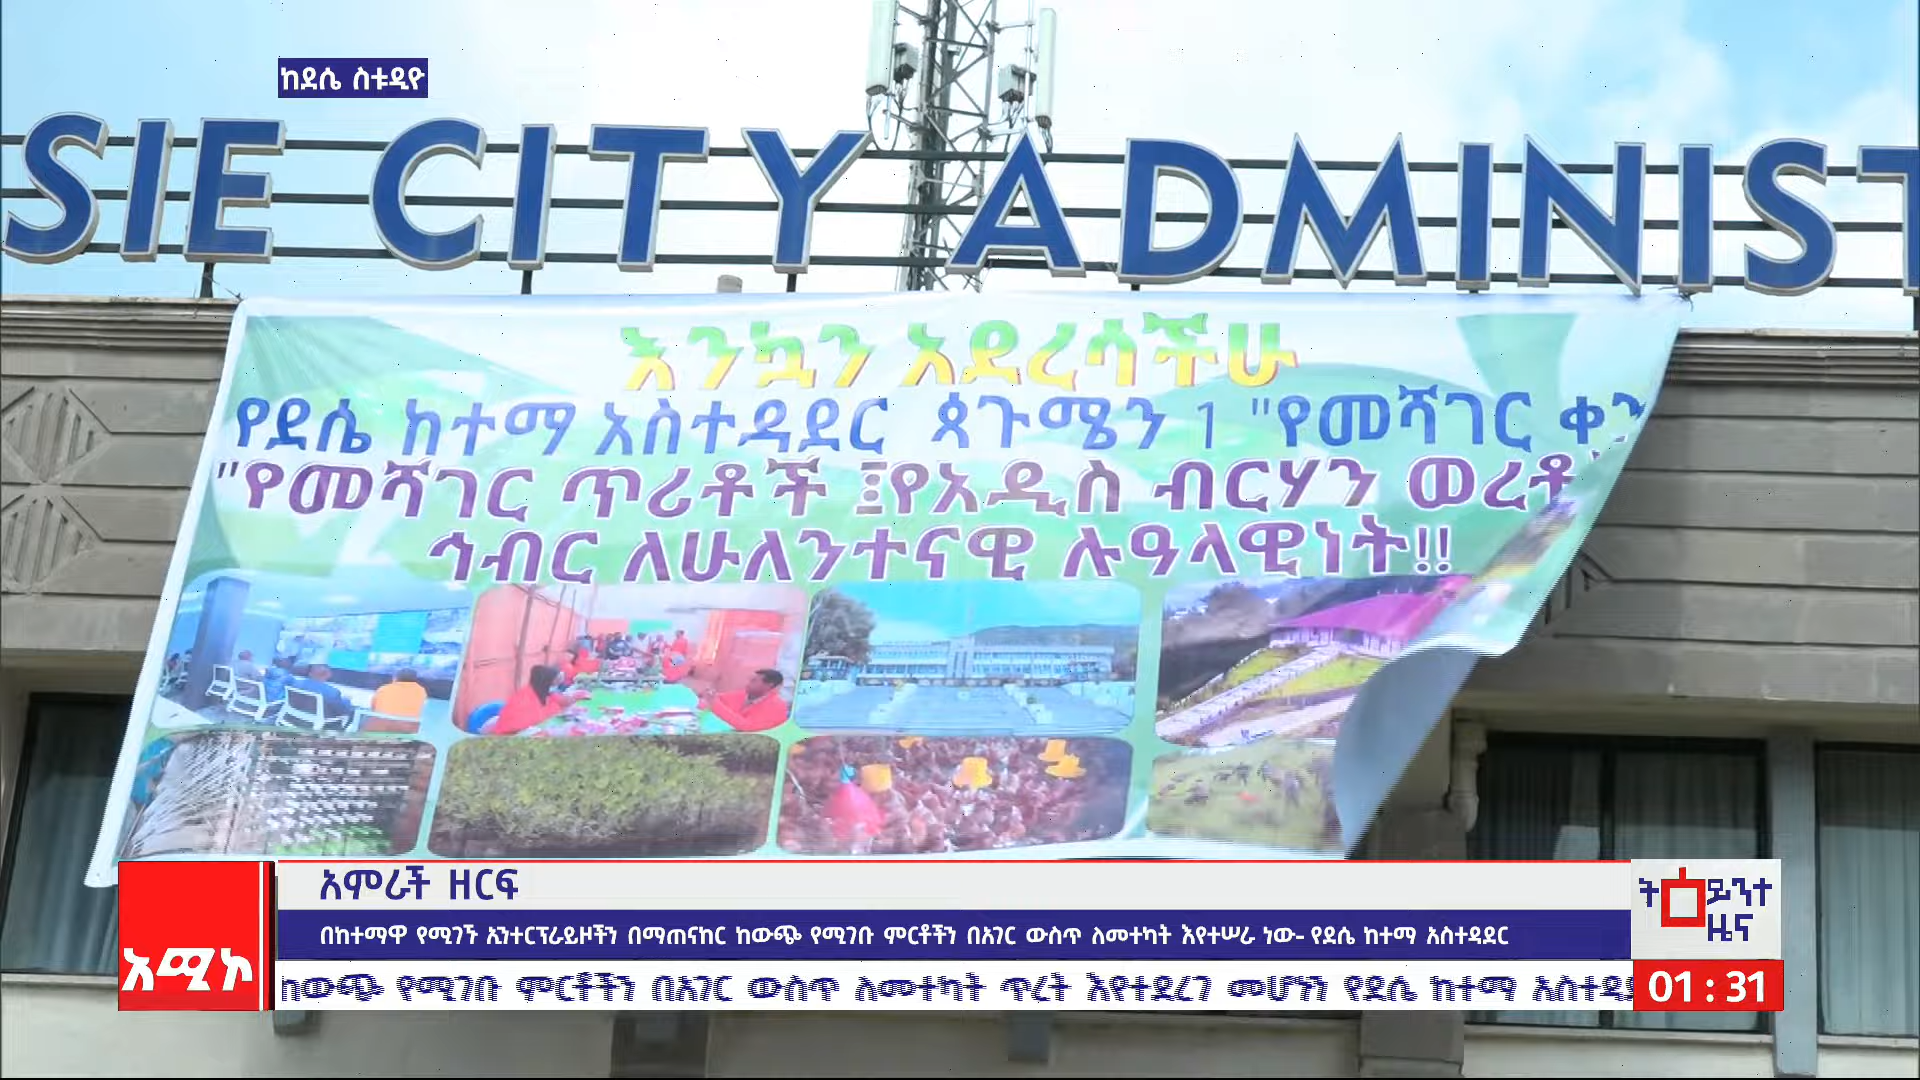 ከደሴ ስቱዲዮ
SIE CITY ADMINIST
እንኳን አደረሳችሁ
የደሴ ከተማ አስተዳደር ጳጉሜን 1 "የመሻገር ቀን
"የመሻገር ጥሪቶች ፤የአዲስ ብርሃን ወረቶ
ኅብር ለሁለንተናዊ ሉዓላዊነት!!
አምራች ዘርፍ
በከተማዋ የሚገኙ ኢንተርፕራይዞችን በማጠናከር ከውጭ የሚገቡ ምርቶችን በአገር ውስጥ ለመተካት እየተሠራ ነው- የደሴ ከተማ አስተዳደር
ትዕይንተ
ዜና
አሚኮ
ከውጭ የሚገቡ ምርቶችን በአገር ውስጥ ለመተካት ጥረት እየተደረገ መሆኑን የደሴ ከተማ አስተዳ
01:31